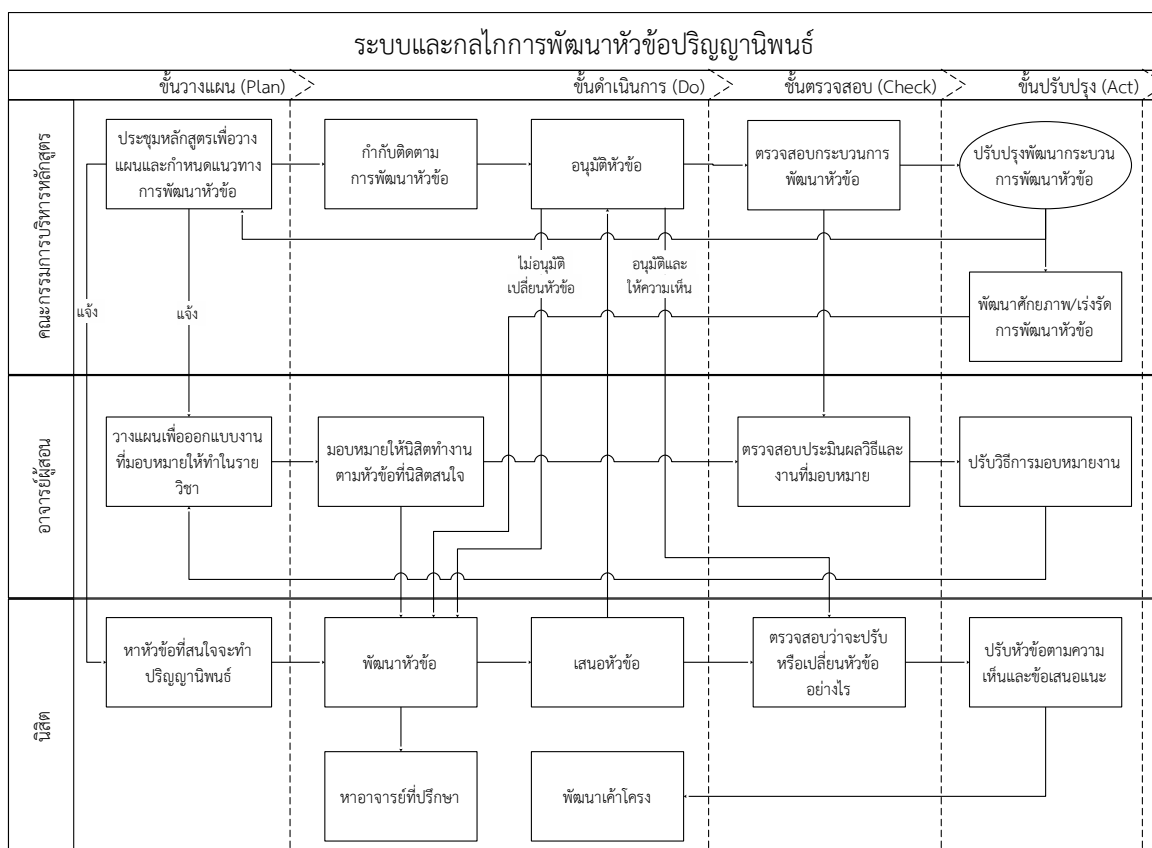 ระบบและกลไกการพัฒนาหัวข้อปริญญานิพนธ์
ขั้นวางแผน (Plan)
ขั้นดำเนินการ (Do)
ขั้นตรวจสอบ (Check)
ขั้นปรับปรุง (Act)
คณะกรรมการบริหารหลักสูตร
ประชุมหลักสูตรเพื่อวาง
แผนและกำหนดแนวทาง
การพัฒนาหัวข้อ
กำกับติดตาม
การพัฒนาหัวข้อ
อนุมัติหัวข้อ
ตรวจสอบกระบวนการ
พัฒนาหัวข้อ
ปรับปรุงพัฒนากระบวน
การพัฒนาหัวข้อ
แจ้ง
แจ้ง
ไม่อนุมัติ
เปลี่ยนหัวข้อ
อนุมัติและ
ให้ความเห็น
พัฒนาศักยภาพ/เร่งรัด
การพัฒนาหัวข้อ
อาจารย์ผู้สอน
วางแผนเพื่อออกแบบงาน
ที่มอบหมายให้ทำในราย
วิชา
มอบหมายให้นิสิตทำงาน
ตามหัวข้อที่นิสิตสนใจ
ตรวจสอบประมินผลวิธีและ
งานที่มอบหมาย
ปรับวิธีการมอบหมายงาน
นิสิต
หาหัวข้อที่สนใจจะทำ
ปริญญานิพนธ์
พัฒนาหัวข้อ
เสนอหัวข้อ
ตรวจสอบว่าจะปรับ
หรือเปลี่ยนหัวข้อ
อย่างไร
ปรับหัวข้อตามความ
เห็นและข้อเสนอแนะ
หาอาจารย์ที่ปรึกษา
พัฒนาเค้าโครง